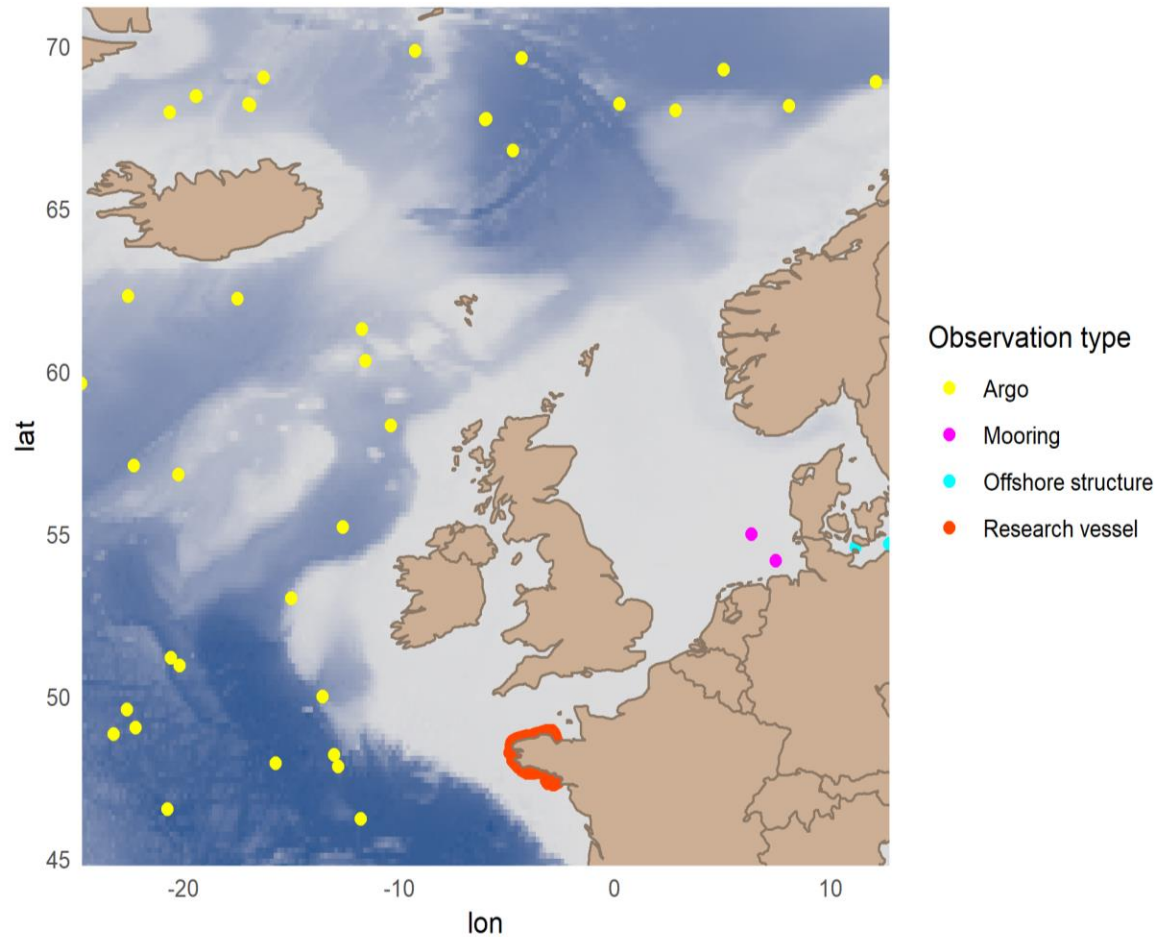 70
65
60
55
50
45
lat
-20
-10
0
10
lon
Observation type
Argo
Mooring
Offshore structure
Research vessel